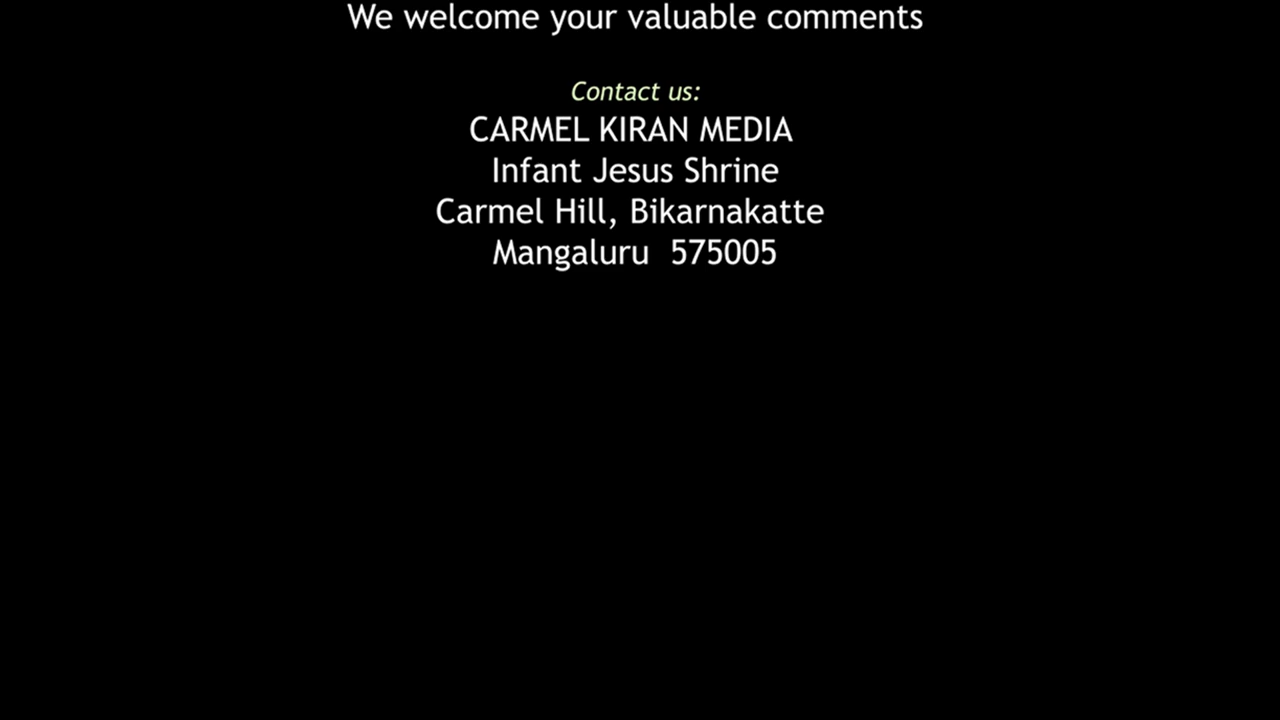 We welcome your valuable comments
Contact us:
CARMEL KIRAN MEDIA
Infant Jesus Shrine
Carmel Hill, Bikarnakatte
Mangaluru  575005